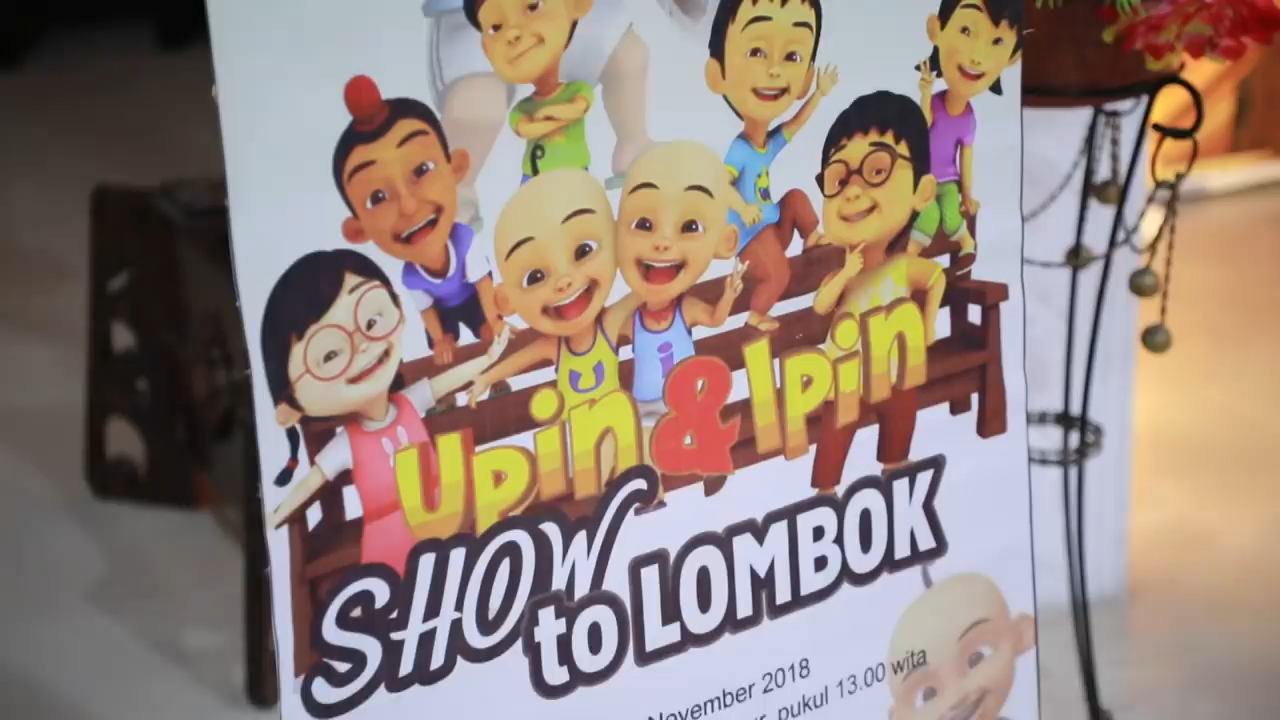 Upin & Ipin
SHOW
to LOMBOK
November 2018
pukul 13.00 wita